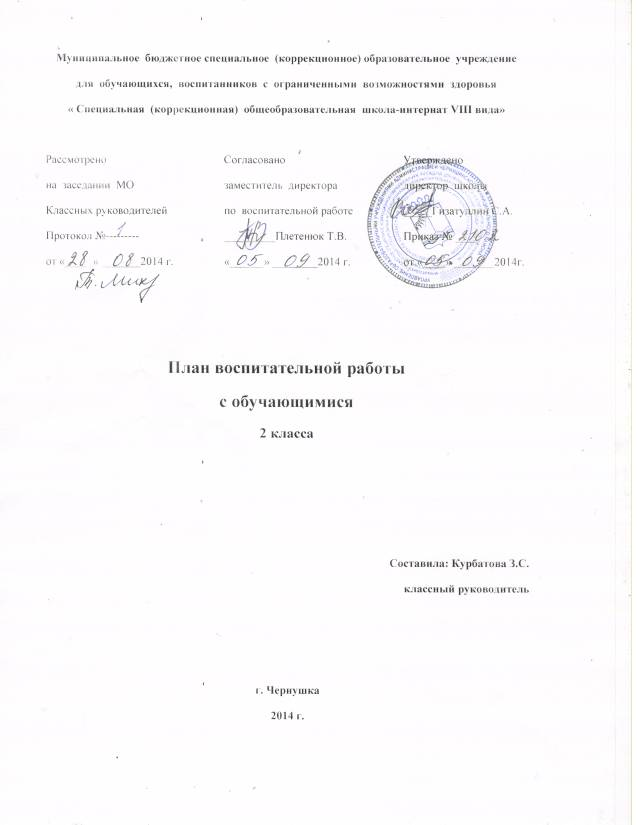 Муниципальное бюджетное специальное (коррекционное) образовательное учреждение
для обучающихся, воспитанников с ограниченными возможностями здоровья
« Специальная (коррекционная) общеобразовательная школа-интернат VIII вида»
Рассмотрено
на заседании МО
Классных руководителей
Протокол № 1
от « 28 » 08 2014 г.
Согласовано
заместитель директора
по воспитательной работе
Плетенюк Т.В.
« 05 » 09 2014 г.
Утверждено
директор школы
Гизатуллин С.А.
Приказ №
от « 05 » 09 2014г.
План воспитательной работы
с обучающимися
2 класса
Составила: Курбатова З.С.
классный руководитель
г. Чернушка
2014 г.